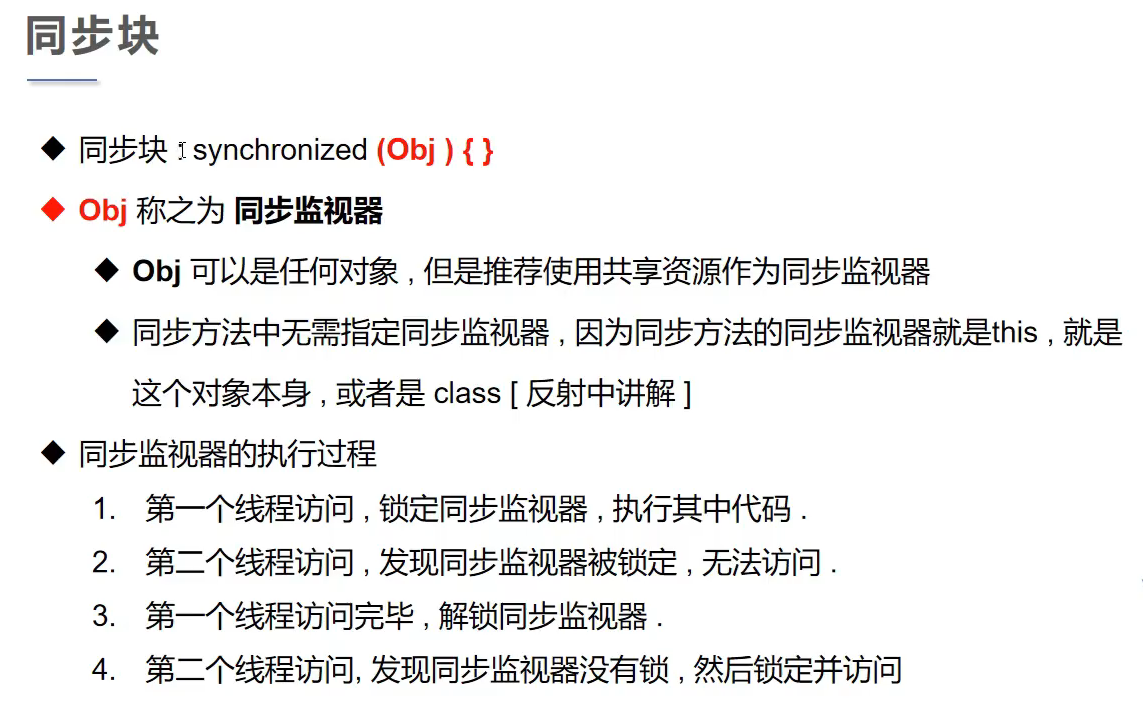 同步块
◆ 同步块 : synchronized (Obj ) { }
◆ Obj 称之为 同步监视器
◆ Obj 可以是任何对象 , 但是推荐使用共享资源作为同步监视器
◆ 同步方法中无需指定同步监视器 , 因为同步方法的同步监视器就是this , 就是
这个对象本身 , 或者是 class [ 反射中讲解 ]
◆ 同步监视器的执行过程
1. 第一个线程访问 , 锁定同步监视器 , 执行其中代码 .
2. 第二个线程访问 , 发现同步监视器被锁定 , 无法访问 .
3. 第一个线程访问完毕 , 解锁同步监视器 .
4. 第二个线程访问, 发现同步监视器没有锁 , 然后锁定并访问